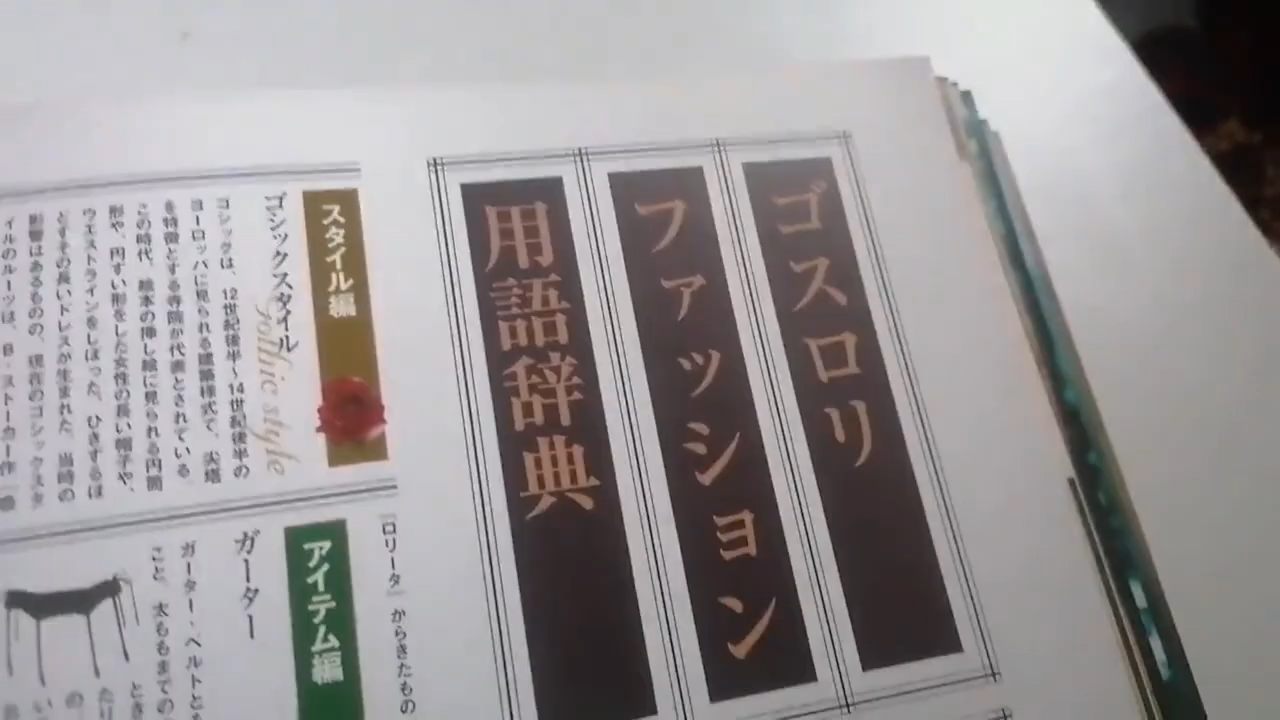 ゴスロリ
ファッション
用語辞典
スタイル編
ゴシックスタイル
Gothic style
ゴシックは、12世紀後半～14世紀後半の
ヨーロッパに見られる建築様式で、尖塔
を特徴とする寺院が代表とされている
この時代、絵本の挿し絵に見られる円筒
形や、円すい形をした女性の長い帽子や、
ウエストラインをしぼった、ひきずるほ
どすその長いドレスが生まれた。当時の
影響はあるものの、現在のゴシックスタ
イルのルーツは、B・ストーカー作
『ロリータ』からきたもの
アイテム編
ガーター
ガーター・ベルトとも
こと。太ももまでの
とき
たり
の
い